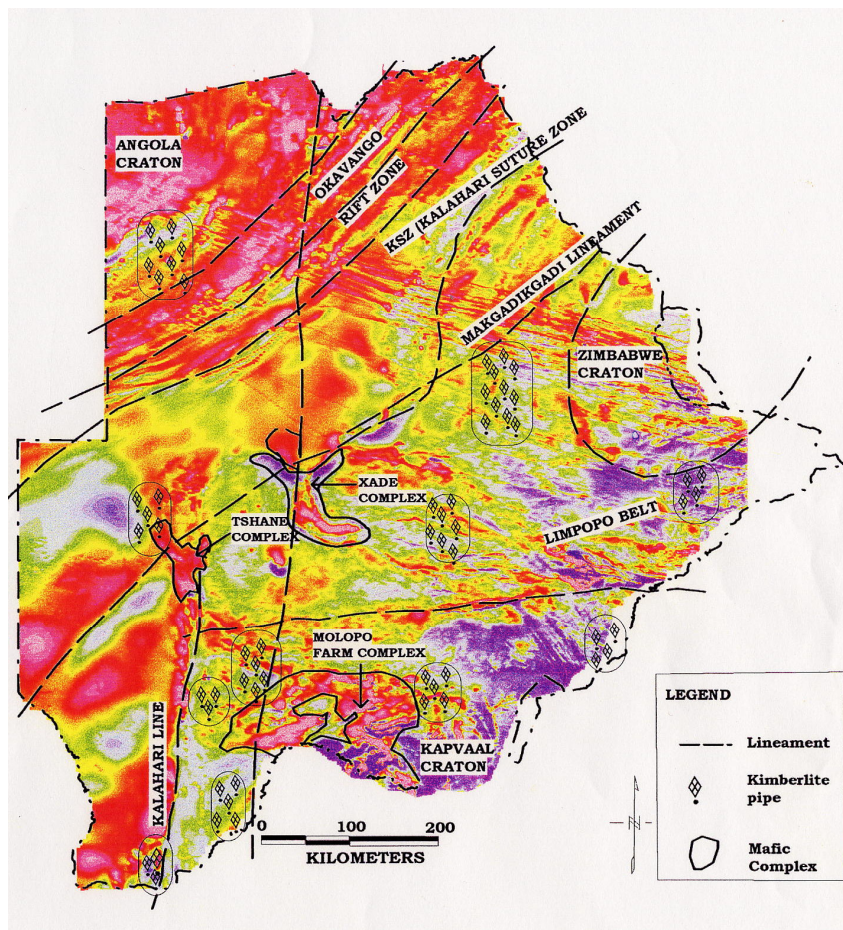 ANGOLA
CRATON
OKAVANGO
RIFT ZONE
KSZ (KALAHARI SUTURE ZONE
MAKGADIKGADI LINEAMENT
ZIMBABWE
CRATON
XADE
COMPLEX
TSHANE
COMPLEX
LIMPOPO BELT
MOLOPO
FARM COMPLEX
KALAHARI LINE
KAPVAAL
CRATON
0 100 200
KILOMETERS
N
LEGEND
Lineament
Kimberlite
pipe
Mafic
Complex